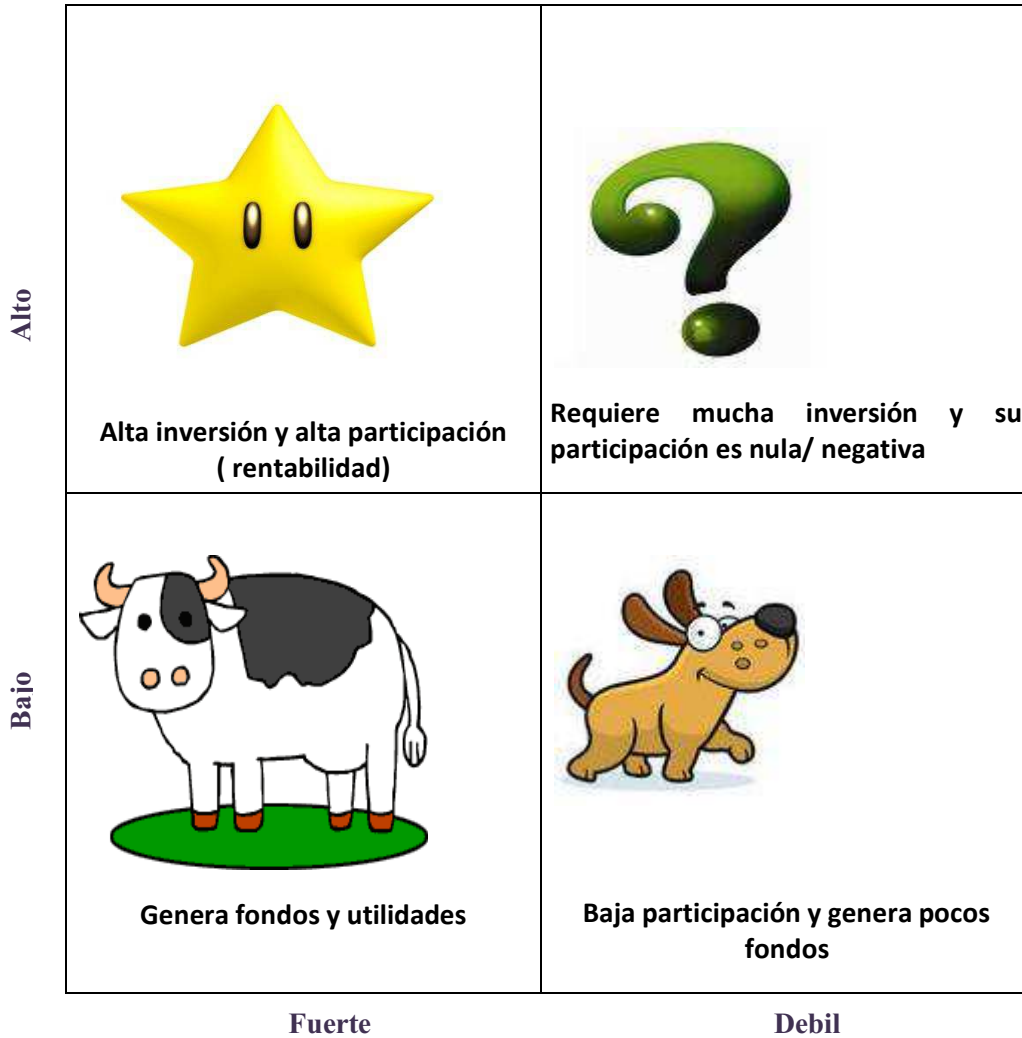 Alto
Alta inversión y alta participación
( rentabilidad)
Requiere mucha inversión y su
participación es nula/ negativa
Bajo
Genera fondos y utilidades
Baja participación y genera pocos
fondos
Fuerte
Debil